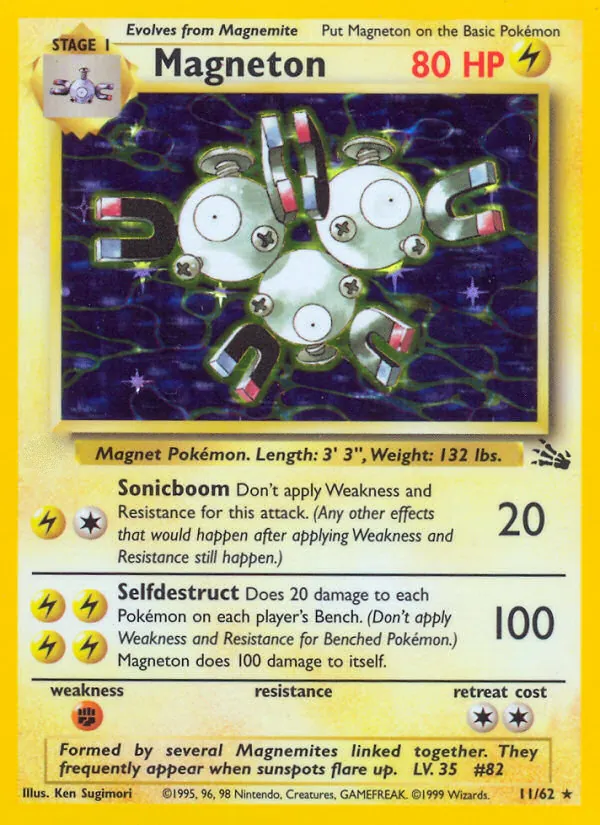 Evolves from Magnemite Put Magneton on the Basic Pokémon
STAGE 1
Magneton 80 HP
Magnet Pokémon. Length: 3' 3", Weight: 132 lbs.
Sonicboom Don't apply Weakness and
Resistance for this attack. (Any other effects
that would happen after applying Weakness and
Resistance still happen.)
20
Selfdestruct Does 20 damage to each
Pokémon on each player's Bench. (Don't apply
Weakness and Resistance for Benched Pokémon.)
Magneton does 100 damage to itself.
100
weakness resistance retreat cost
Formed by several Magnemites linked together. They
frequently appear when sunspots flare up. LV. 35 #82
Illus. Ken Sugimori ©1995, 96, 98 Nintendo, Creatures, GAMEFREAK. ©1999 Wizards. 11/62 ★